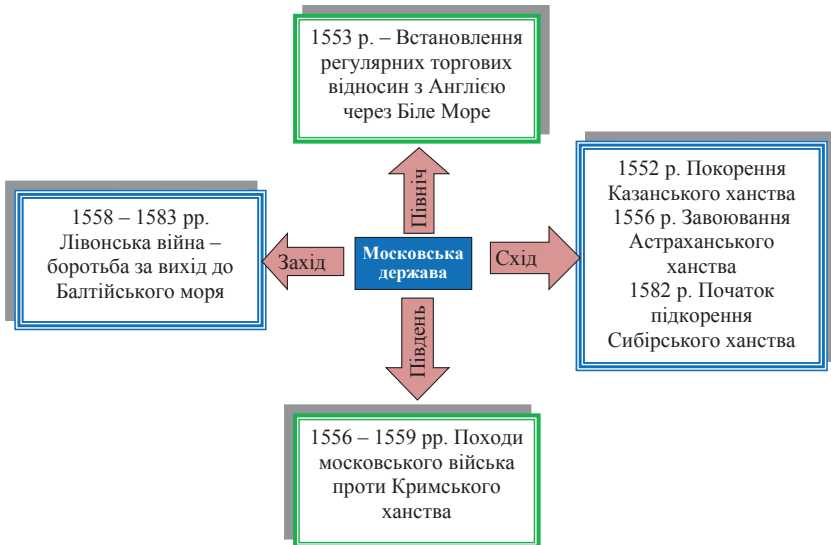 1553 р. – Встановлення
регулярних торгових
відносин з Англією
через Біле Море
Північ
1558 – 1583 рр.
Лівонська війна –
боротьба за вихід до
Балтійського моря
Захід
Московська
держава
Схід
1552 р. Покорення
Казанського ханства
1556 р. Завоювання
Астраханського
ханства
1582 р. Початок
підкорення
Сибірського ханства
Південь
1556 – 1559 рр. Походи
московського війська
проти Кримського
ханства